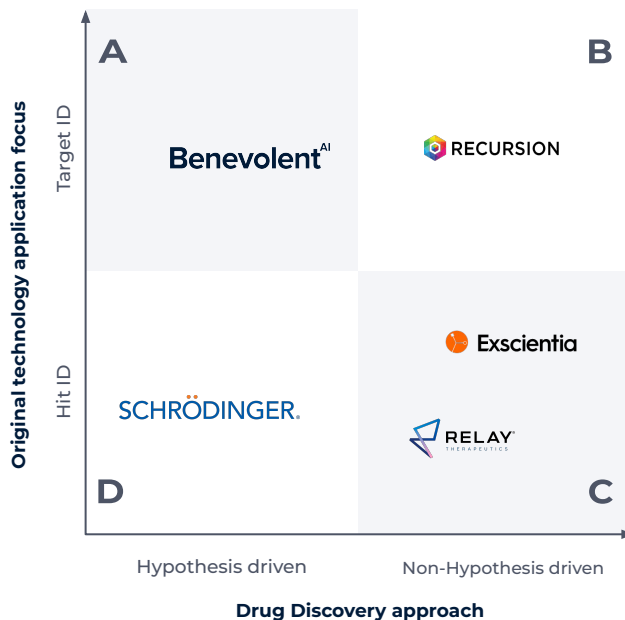 A
B
Target ID
Benevolent AI
RECURSION
Original technology application focus
Exscientia
Hit ID
SCHRÖDINGER.
RELAY
THERAPEUTICS
D
C
Hypothesis driven
Non-Hypothesis driven
Drug Discovery approach